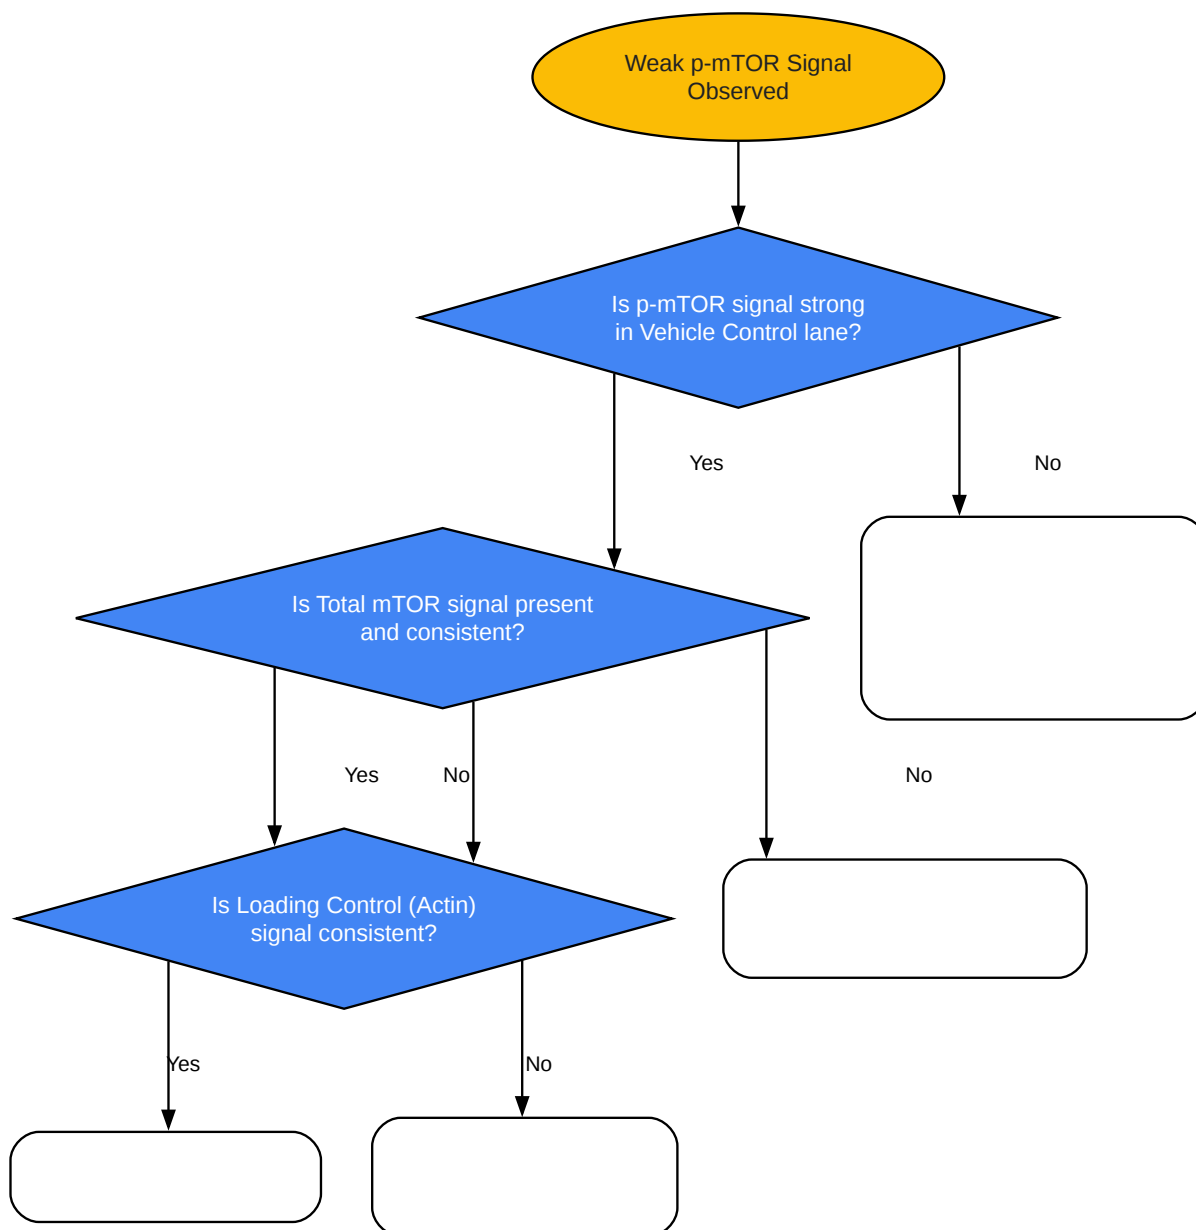 Weak p-mTOR Signal
Observed
Is p-mTOR signal strong
in Vehicle Control lane?
Yes
No
Is Total mTOR signal present
and consistent?
Yes
No
No
Is Loading Control (Actin)
signal consistent?
Yes
No